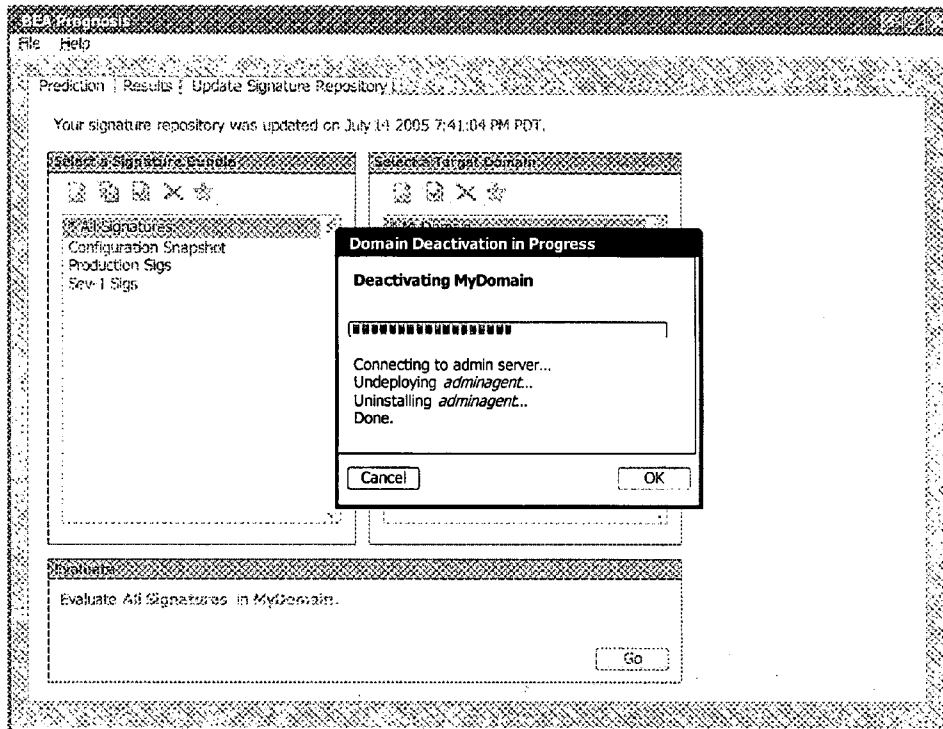 BEA Prognosis
File Help
Prediction Results Update Signature Repository
Your signature repository was updated on July 14 2005 7:41:04 PM PDT.
Select a Signature Bundle
Select a Target Domain
* All Signatures
Configuration Snapshot
Production Sigs
Sev-1 Sigs
Domain Deactivation in Progress
Deactivating MyDomain
Connecting to admin server...
Undeploying adminagent...
Uninstalling adminagent...
Done.
Cancel OK
Evaluate
Evaluate All Signatures in MyDomain.
Go